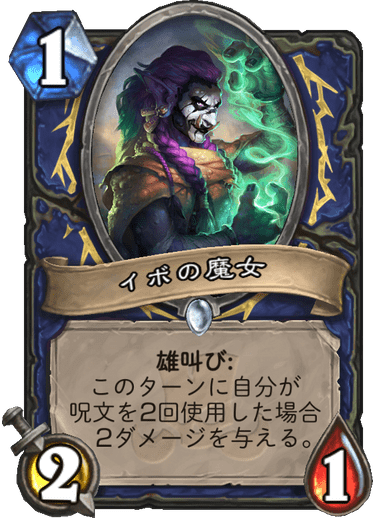 1
イボの魔女
雄叫び:
このターンに自分が
呪文を2回使用した場合
2ダメージを与える。
2
1